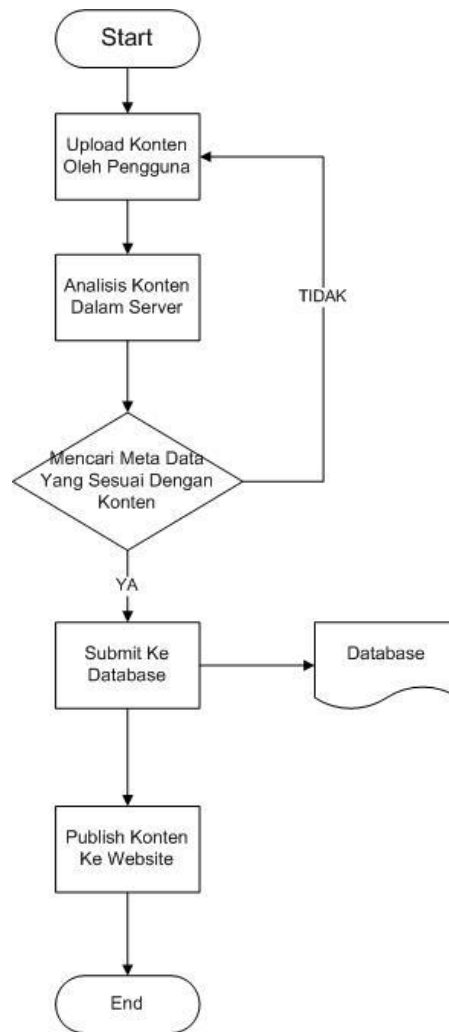 Start
Upload Konten
Oleh Pengguna
Analisis Konten
Dalam Server
TIDAK
Mencari Meta Data
Yang Sesuai Dengan
Konten
YA
Submit Ke
Database
Database
Publish Konten
Ke Website
End